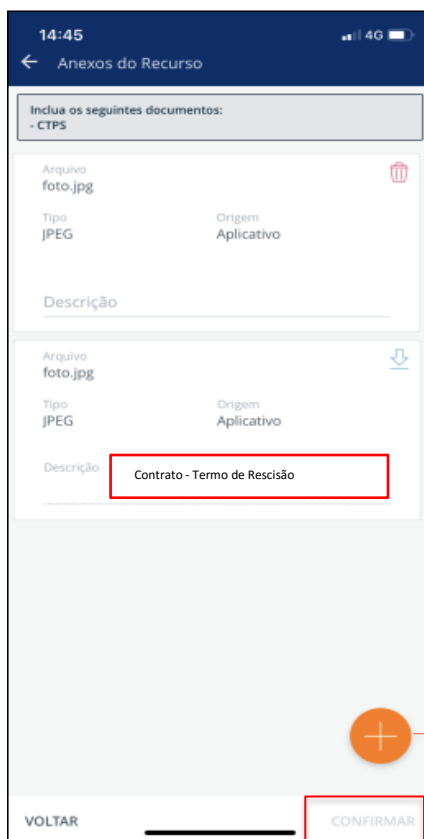 14:45
4G
Anexos do Recurso
Inclua os seguintes documentos:
- CTPS
Arquivo
foto.jpg
Tipo Origem
JPEG Aplicativo
Descrição
Arquivo
foto.jpg
Tipo Origem
JPEG Aplicativo
Descrição Contrato - Termo de Rescisão
VOLTAR CONFIRMAR